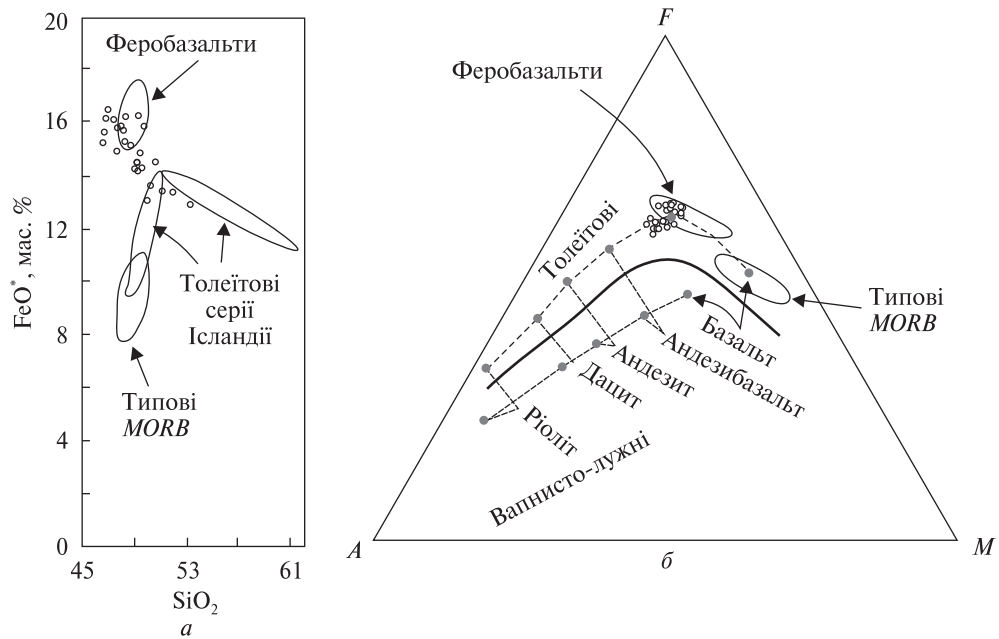 20
16
12
8
4
0
FeO*, мас. %
Феробазальти
Толеїтові
серії
Ісландії
Типові
MORB
45
53
61
SiO₂
а
F
Феробазальти
Толеїтові
Типові
MORB
Базальт
Андезибазальт
Андезит
Дацит
Ріоліт
Вапнисто-лужні
A
M
б